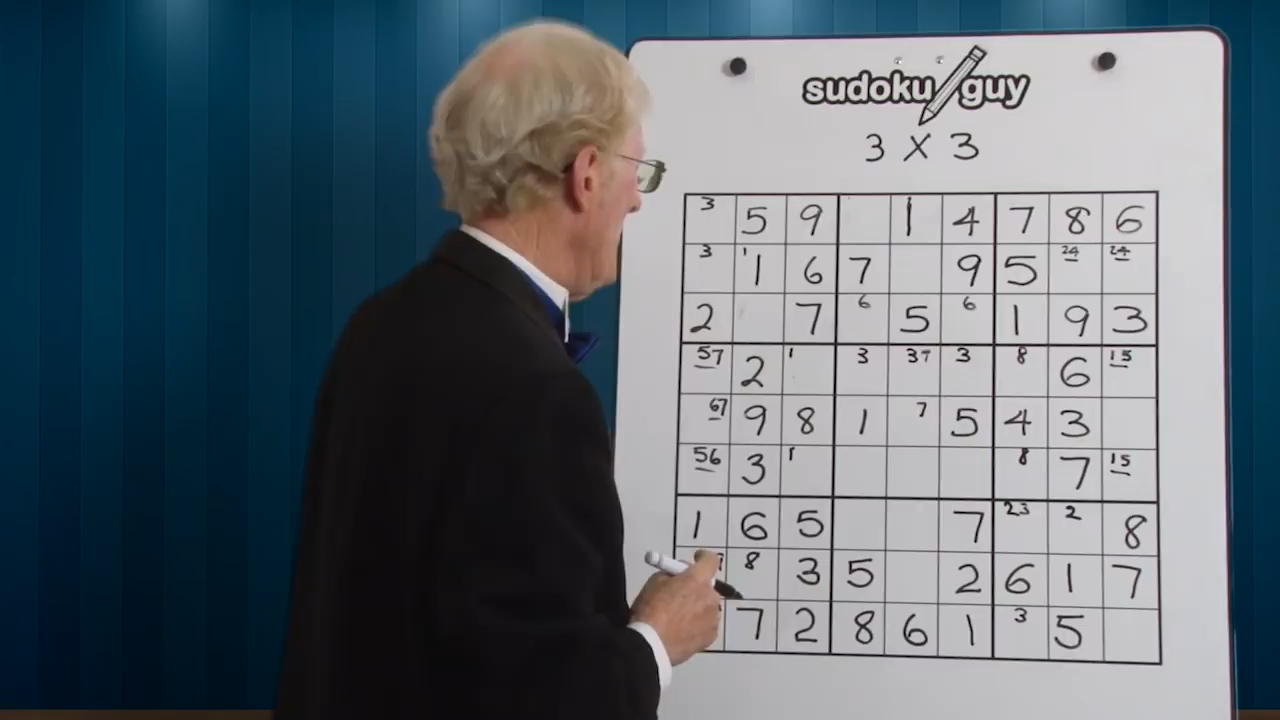 sudoku guy
3 X 3
3 5 9 1 4 7 8 6
3 1 1 6 7 9 5 24 24
2 7 6 5 6 1 9 3
57 2 1 3 37 3 8 6 15
67 9 8 1 7 5 4 3
56 3 1 8 7 15
1 6 5 7 23 2 8
8 3 5 2 6 1 7
7 2 8 6 1 3 5